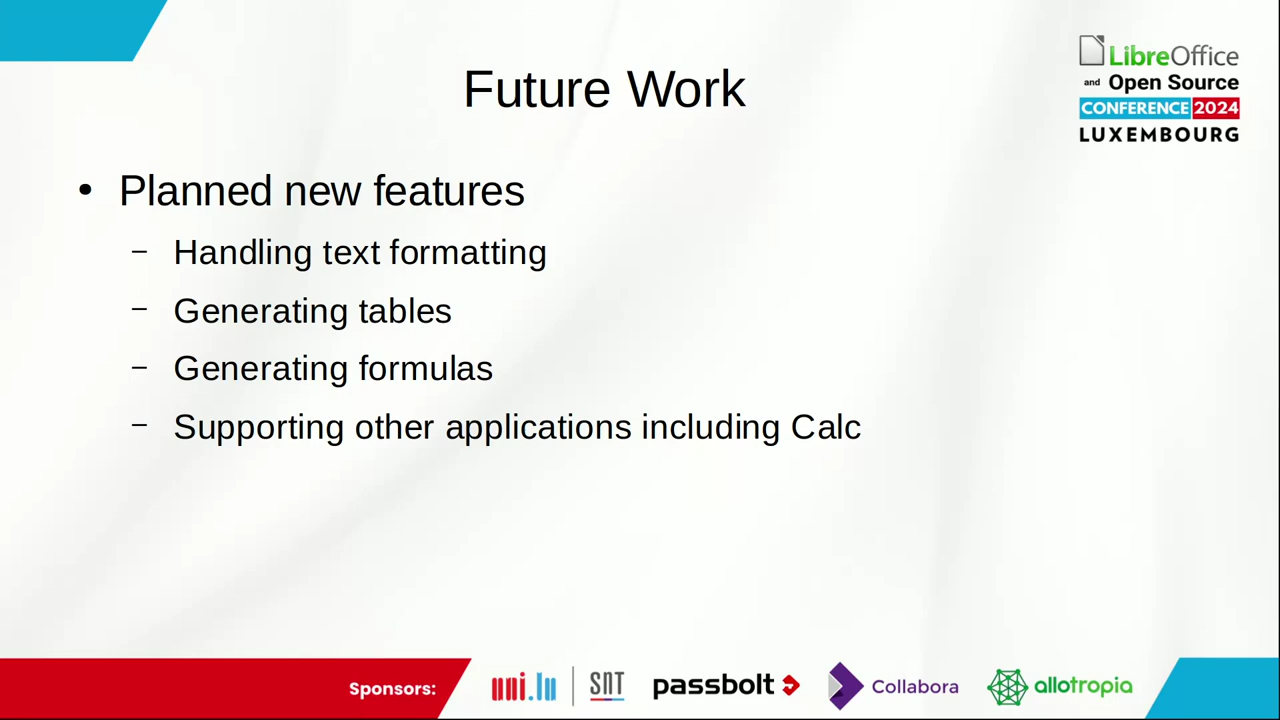 Future Work
LibreOffice
and Open Source
CONFERENCE 2024
LUXEMBOURG
• Planned new features
– Handling text formatting
– Generating tables
– Generating formulas
– Supporting other applications including Calc
Sponsors: uni.lu SNT passbolt Collabora allotropia